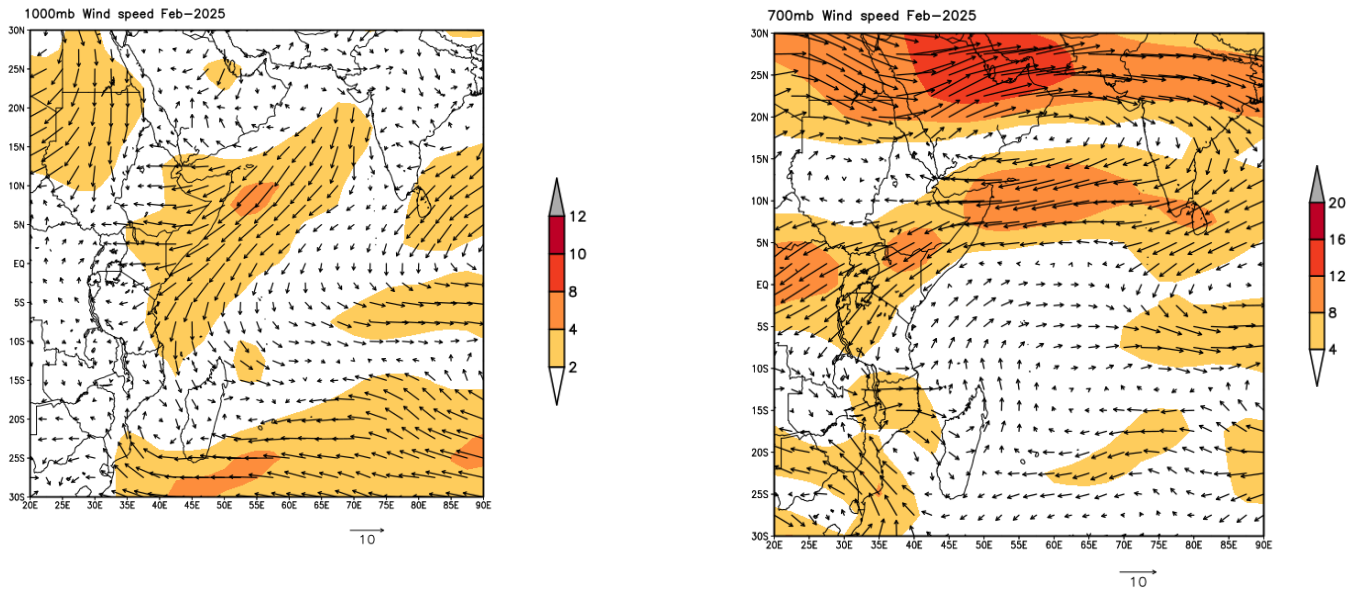 1000mb Wind speed Feb-2025
30N
25N
20N
15N
10N
5N
EQ
5S
10S
15S
20S
25S
30S
20E 25E 30E 35E 40E 45E 50E 55E 60E 65E 70E 75E 80E 85E 90E
10
12
10
8
4
2
700mb Wind speed Feb-2025
30N
25N
20N
15N
10N
5N
EQ
5S
10S
15S
20S
25S
30S
20E 25E 30E 35E 40E 45E 50E 55E 60E 65E 70E 75E 80E 85E 90E
10
20
16
12
8
4